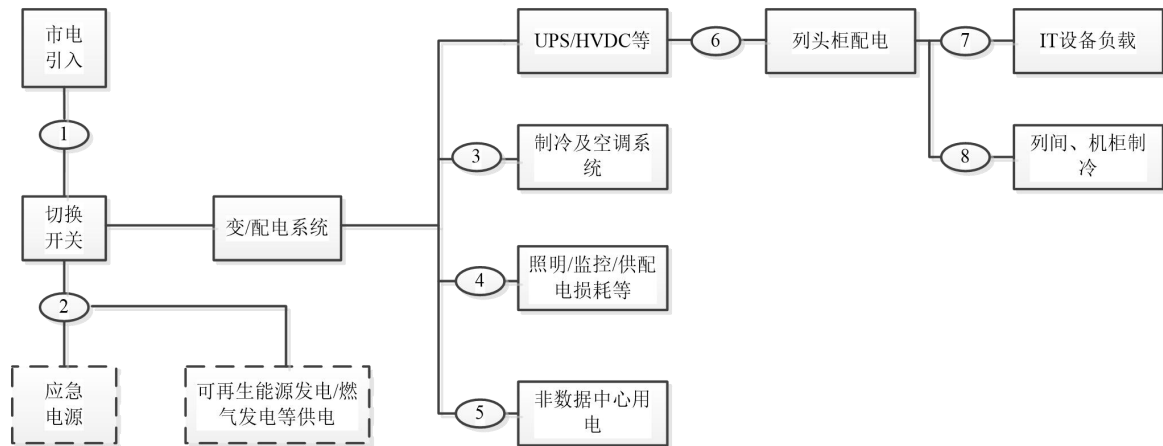 市电
引入
UPS/HVDC等
6
列头柜配电
7
IT设备负载
1
3
制冷及空调系
统
8
列间、机柜制
冷
切换
开关
变/配电系统
4
照明/监控/供配
电损耗等
2
应急
电源
可再生能源发电/燃
气发电等供电
5
非数据中心用
电